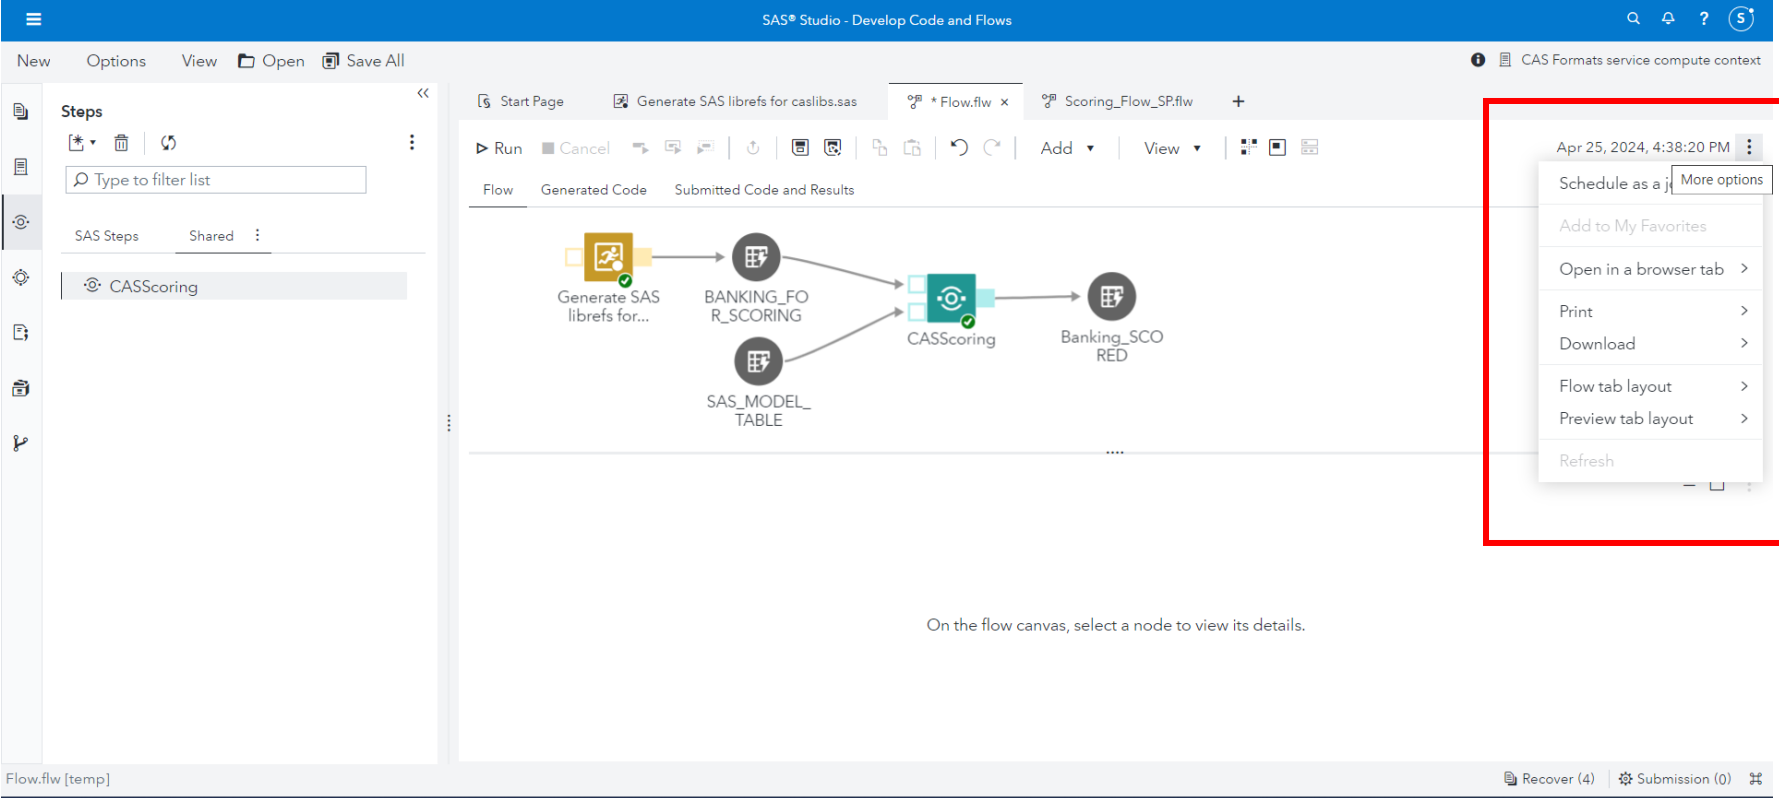 SAS® Studio - Develop Code and Flows
? S
New Options View Open Save All
CAS Formats service compute context
Steps
Type to filter list
SAS Steps Shared
CASScoring
Start Page Generate SAS librefs for caslibs.sas * Flow.flw × Scoring_Flow_SP.flw +
Run Cancel Add View
Apr 25, 2024, 4:38:20 PM
Flow Generated Code Submitted Code and Results
Generate SAS
librefs for...
BANKING_FO
R_SCORING
SAS_MODEL_
TABLE
CASScoring
Banking_SCO
RED
Schedule as a j
More options
Add to My Favorites
Open in a browser tab
Print
Download
Flow tab layout
Preview tab layout
Refresh
On the flow canvas, select a node to view its details.
Flow.flw [temp]
Recover (4) Submission (0)